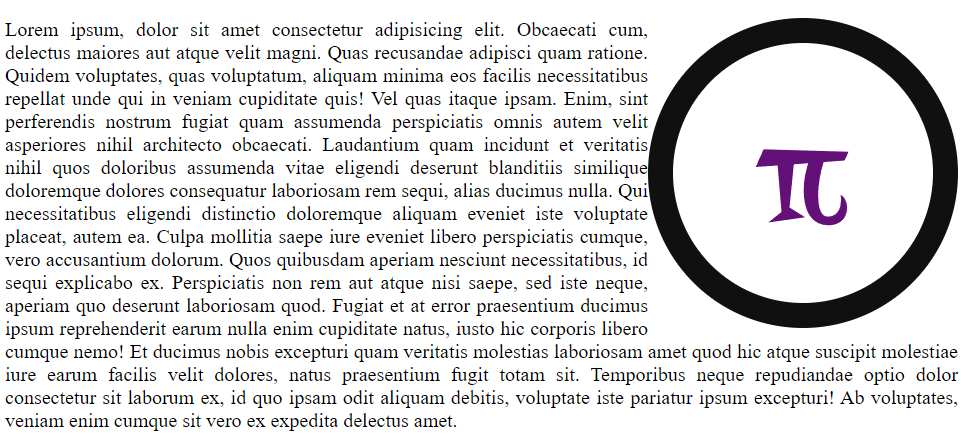 Lorem ipsum, dolor sit amet consectetur adipisicing elit. Obcaecati cum,
delectus maiores aut atque velit magni. Quas recusandae adipisci quam ratione.
Quidem voluptates, quas voluptatum, aliquam minima eos facilis necessitatibus
repellat unde qui in veniam cupiditate quis! Vel quas itaque ipsam. Enim, sint
perferendis nostrum fugiat quam assumenda perspiciatis omnis autem velit
asperiores nihil architecto obcaecati. Laudantium quam incidunt et veritatis
nihil quos doloribus assumenda vitae eligendi deserunt blanditiis similique
doloremque dolores consequatur laboriosam rem sequi, alias ducimus nulla. Qui
necessitatibus eligendi distinctio doloremque aliquam eveniet iste voluptate
placeat, autem ea. Culpa mollitia saepe iure eveniet libero perspiciatis cumque,
vero accusantium dolorum. Quos quibusdam aperiam nesciunt necessitatibus, id
sequi explicabo ex. Perspiciatis non rem aut atque nisi saepe, sed iste neque,
aperiam quo deserunt laboriosam quod. Fugiat et at error praesentium ducimus
ipsum reprehenderit earum nulla enim cupiditate natus, iusto hic corporis libero
cumque nemo! Et ducimus nobis excepturi quam veritatis molestias laboriosam amet quod hic atque suscipit molestiae
iure earum facilis velit dolores, natus praesentium fugit totam sit. Temporibus neque repudiandae optio dolor
consectetur sit laborum ex, id quo ipsam odit aliquam debitis, voluptate iste pariatur ipsum excepturi! Ab voluptates,
veniam enim cumque sit vero ex expedita delectus amet.
π